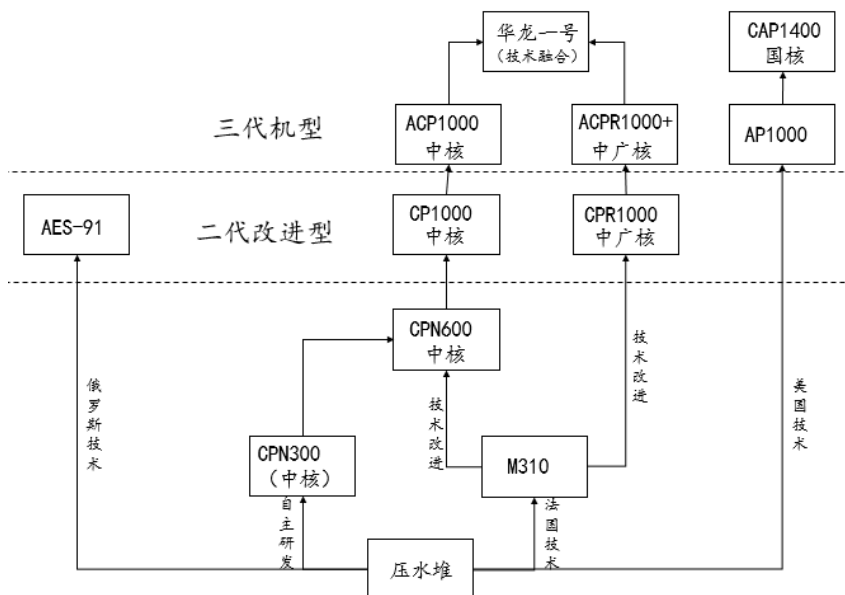 华龙一号
（技术融合）
CAP1400
国核
三代机型
ACP1000
中核
ACPR1000+
中广核
AP1000
AES-91
二代改进型
CP1000
中核
CPR1000
中广核
CPN600
中核
俄罗斯技术
技术改进
技术改进
美国技术
CPN300
（中核）
M310
自主研发
法国技术
压水堆